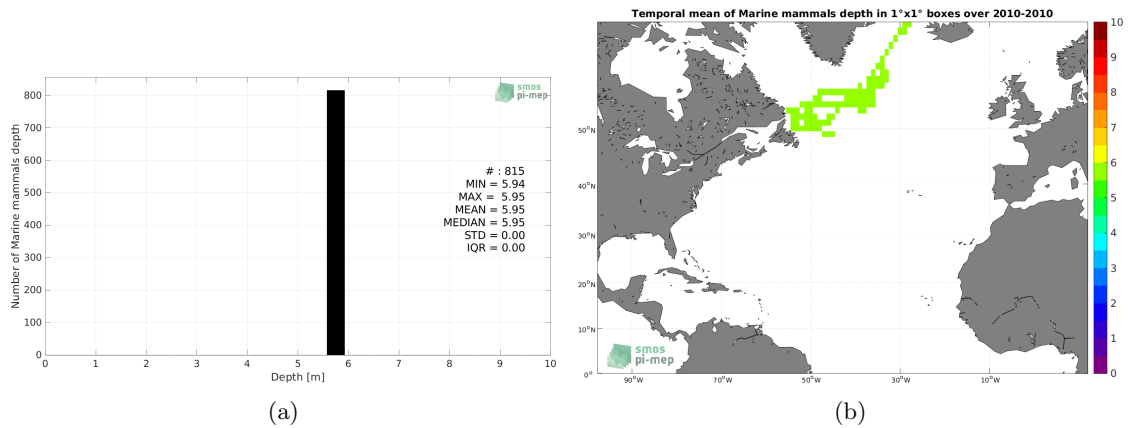 smos
pi-mep
Number of Marine mammals depth
800
700
600
500
400
300
200
100
0
# : 815
MIN = 5.94
MAX = 5.95
MEAN = 5.95
MEDIAN = 5.95
STD = 0.00
IQR = 0.00
0 1 2 3 4 5 6 7 8 9 10
Depth [m]
(a)
Temporal mean of Marine mammals depth in 1°x1° boxes over 2010-2010
50°N
40°N
30°N
20°N
10°N
0°
90°W 70°W 50°W 30°W 10°W
smos
pi-mep
10
9
8
7
6
5
4
3
2
1
0
(b)